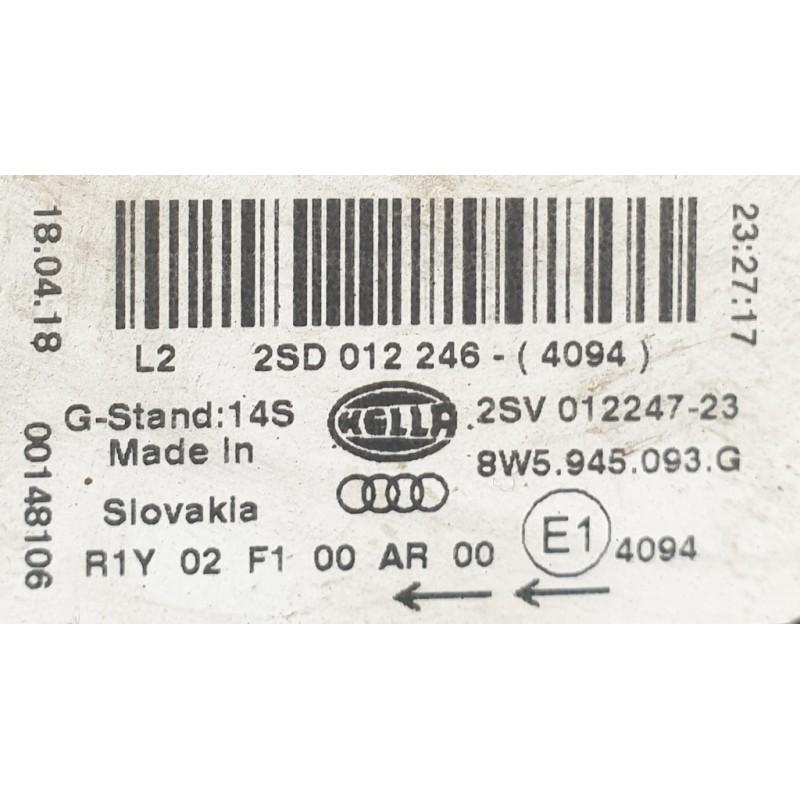 18.04.18
23:27:17
L2 2SD 012 246 - ( 4094 )
G-Stand:14S HELLA .2SV 012247-23
Made In 8W5.945.093.G
Slovakia
00148106
R1Y 02 F1 00 AR 00 E1 4094